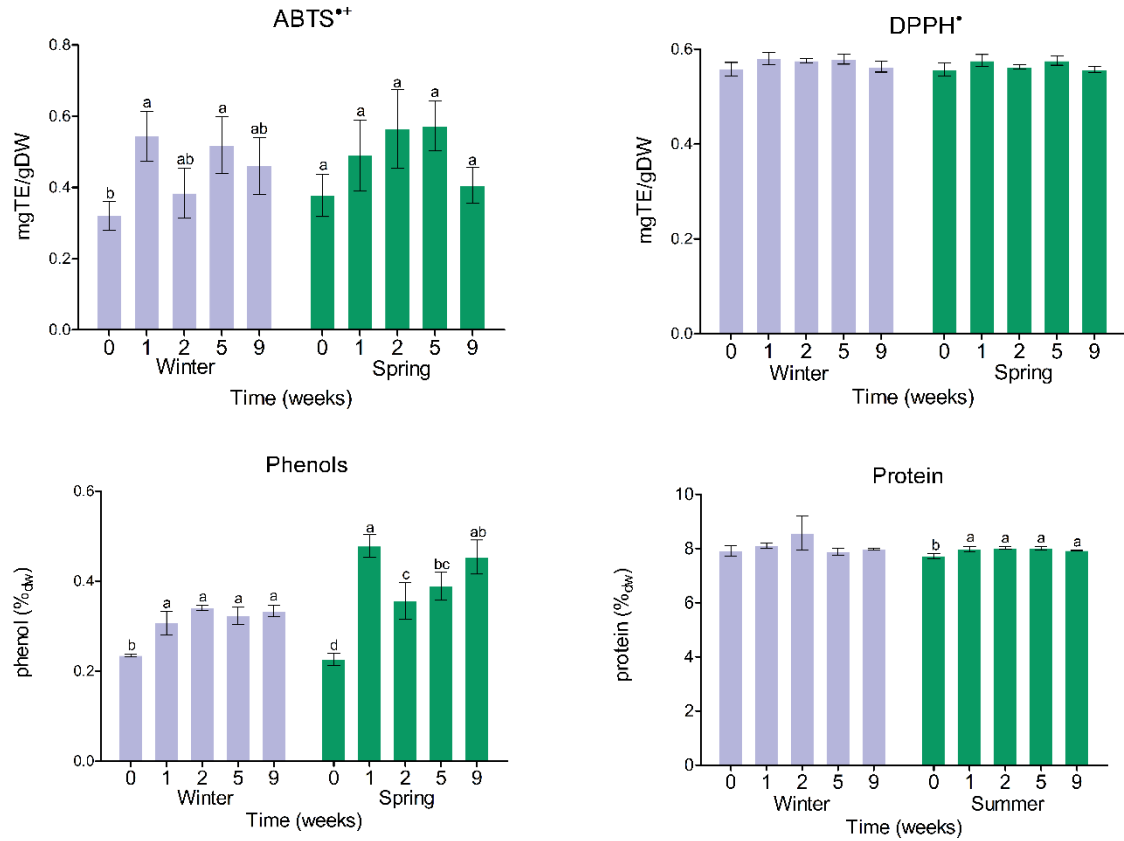 ABTS•+
mgTE/gDW
0.8
0.6
0.4
0.2
0.0
b a ab a ab a a a a a
0 1 2 5 9 0 1 2 5 9
Winter Spring
Time (weeks)
DPPH•
mgTE/gDW
0.6
0.4
0.2
0.0
0 1 2 5 9 0 1 2 5 9
Winter Spring
Time (weeks)
Phenols
phenol (%dw)
0.6
0.4
0.2
0.0
b a a a a d a c bc ab
0 1 2 5 9 0 1 2 5 9
Winter Spring
Time (weeks)
Protein
protein (%dw)
10
8
6
4
2
0
b a a a a
0 1 2 5 9 0 1 2 5 9
Winter Summer
Time (weeks)